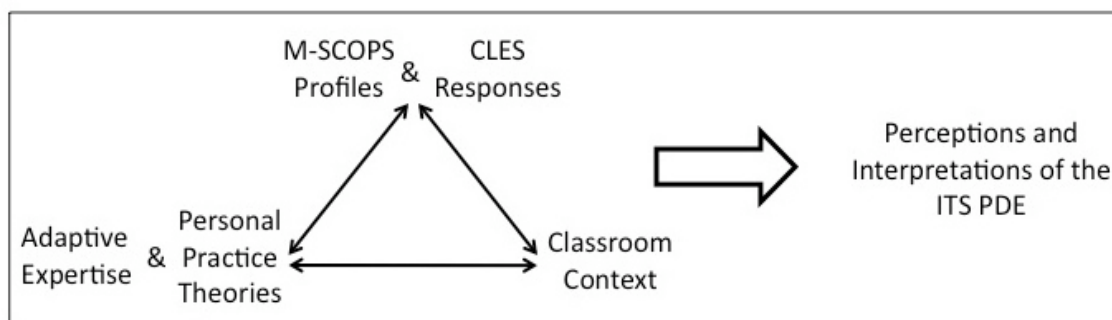 M-SCOPS
Profiles
&
CLES
Responses
Adaptive
Expertise
&
Personal
Practice
Theories
Classroom
Context
Perceptions and
Interpretations of the
ITS PDE